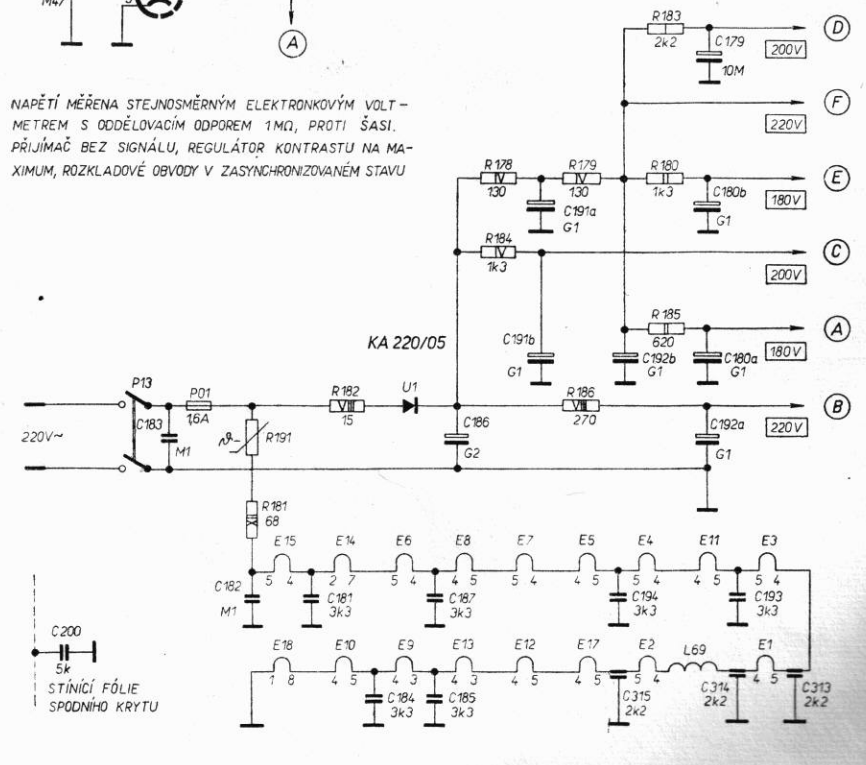 M47
A
R183
2k2
C179
10M
200V
D
F
220V
NAPĚTÍ MĚŘENA STEJNOSMĚRNÝM ELEKTRONKOVÝM VOLT-
METREM S ODDĚLOVACÍM ODPOREM 1MΩ, PROTI ŠASI.
PŘIJÍMAČ BEZ SIGNÁLU, REGULÁTOR KONTRASTU NA MA-
XIMUM, ROZKLADOVÉ OBVODY V ZASYNCHRONIZOVANÉM STAVU
R178
130
R179
130
C191a
G1
R180
1k3
C180b
G1
E
180V
R184
1k3
C
200V
C191b
G1
R185
620
C192b
G1
C180a
G1
A
180V
KA 220/05
P13
C183
M1
P01
1,6A
R182
15
U1
R186
270
B
220V
220V~
ϑ-
R191
C186
G2
C192a
G1
R181
68
E15 E14 E6 E8 E7 E5 E4 E11 E3
5 4 2 7 5 4 4 5 4 5 4 5 5 4 4 5 5 4
C182
M1
C181
3k3
C187
3k3
C194
3k3
C193
3k3
C200
5k
STÍNÍCÍ FÓLIE
SPODNÍHO KRYTU
E18 E10 E9 E13 E12 E17 E2 L69 E1
1 8 4 5 4 3 4 3 4 5 4 5 5 4 4 5
C184
3k3
C185
3k3
C315
2k2
C314
2k2
C313
2k2